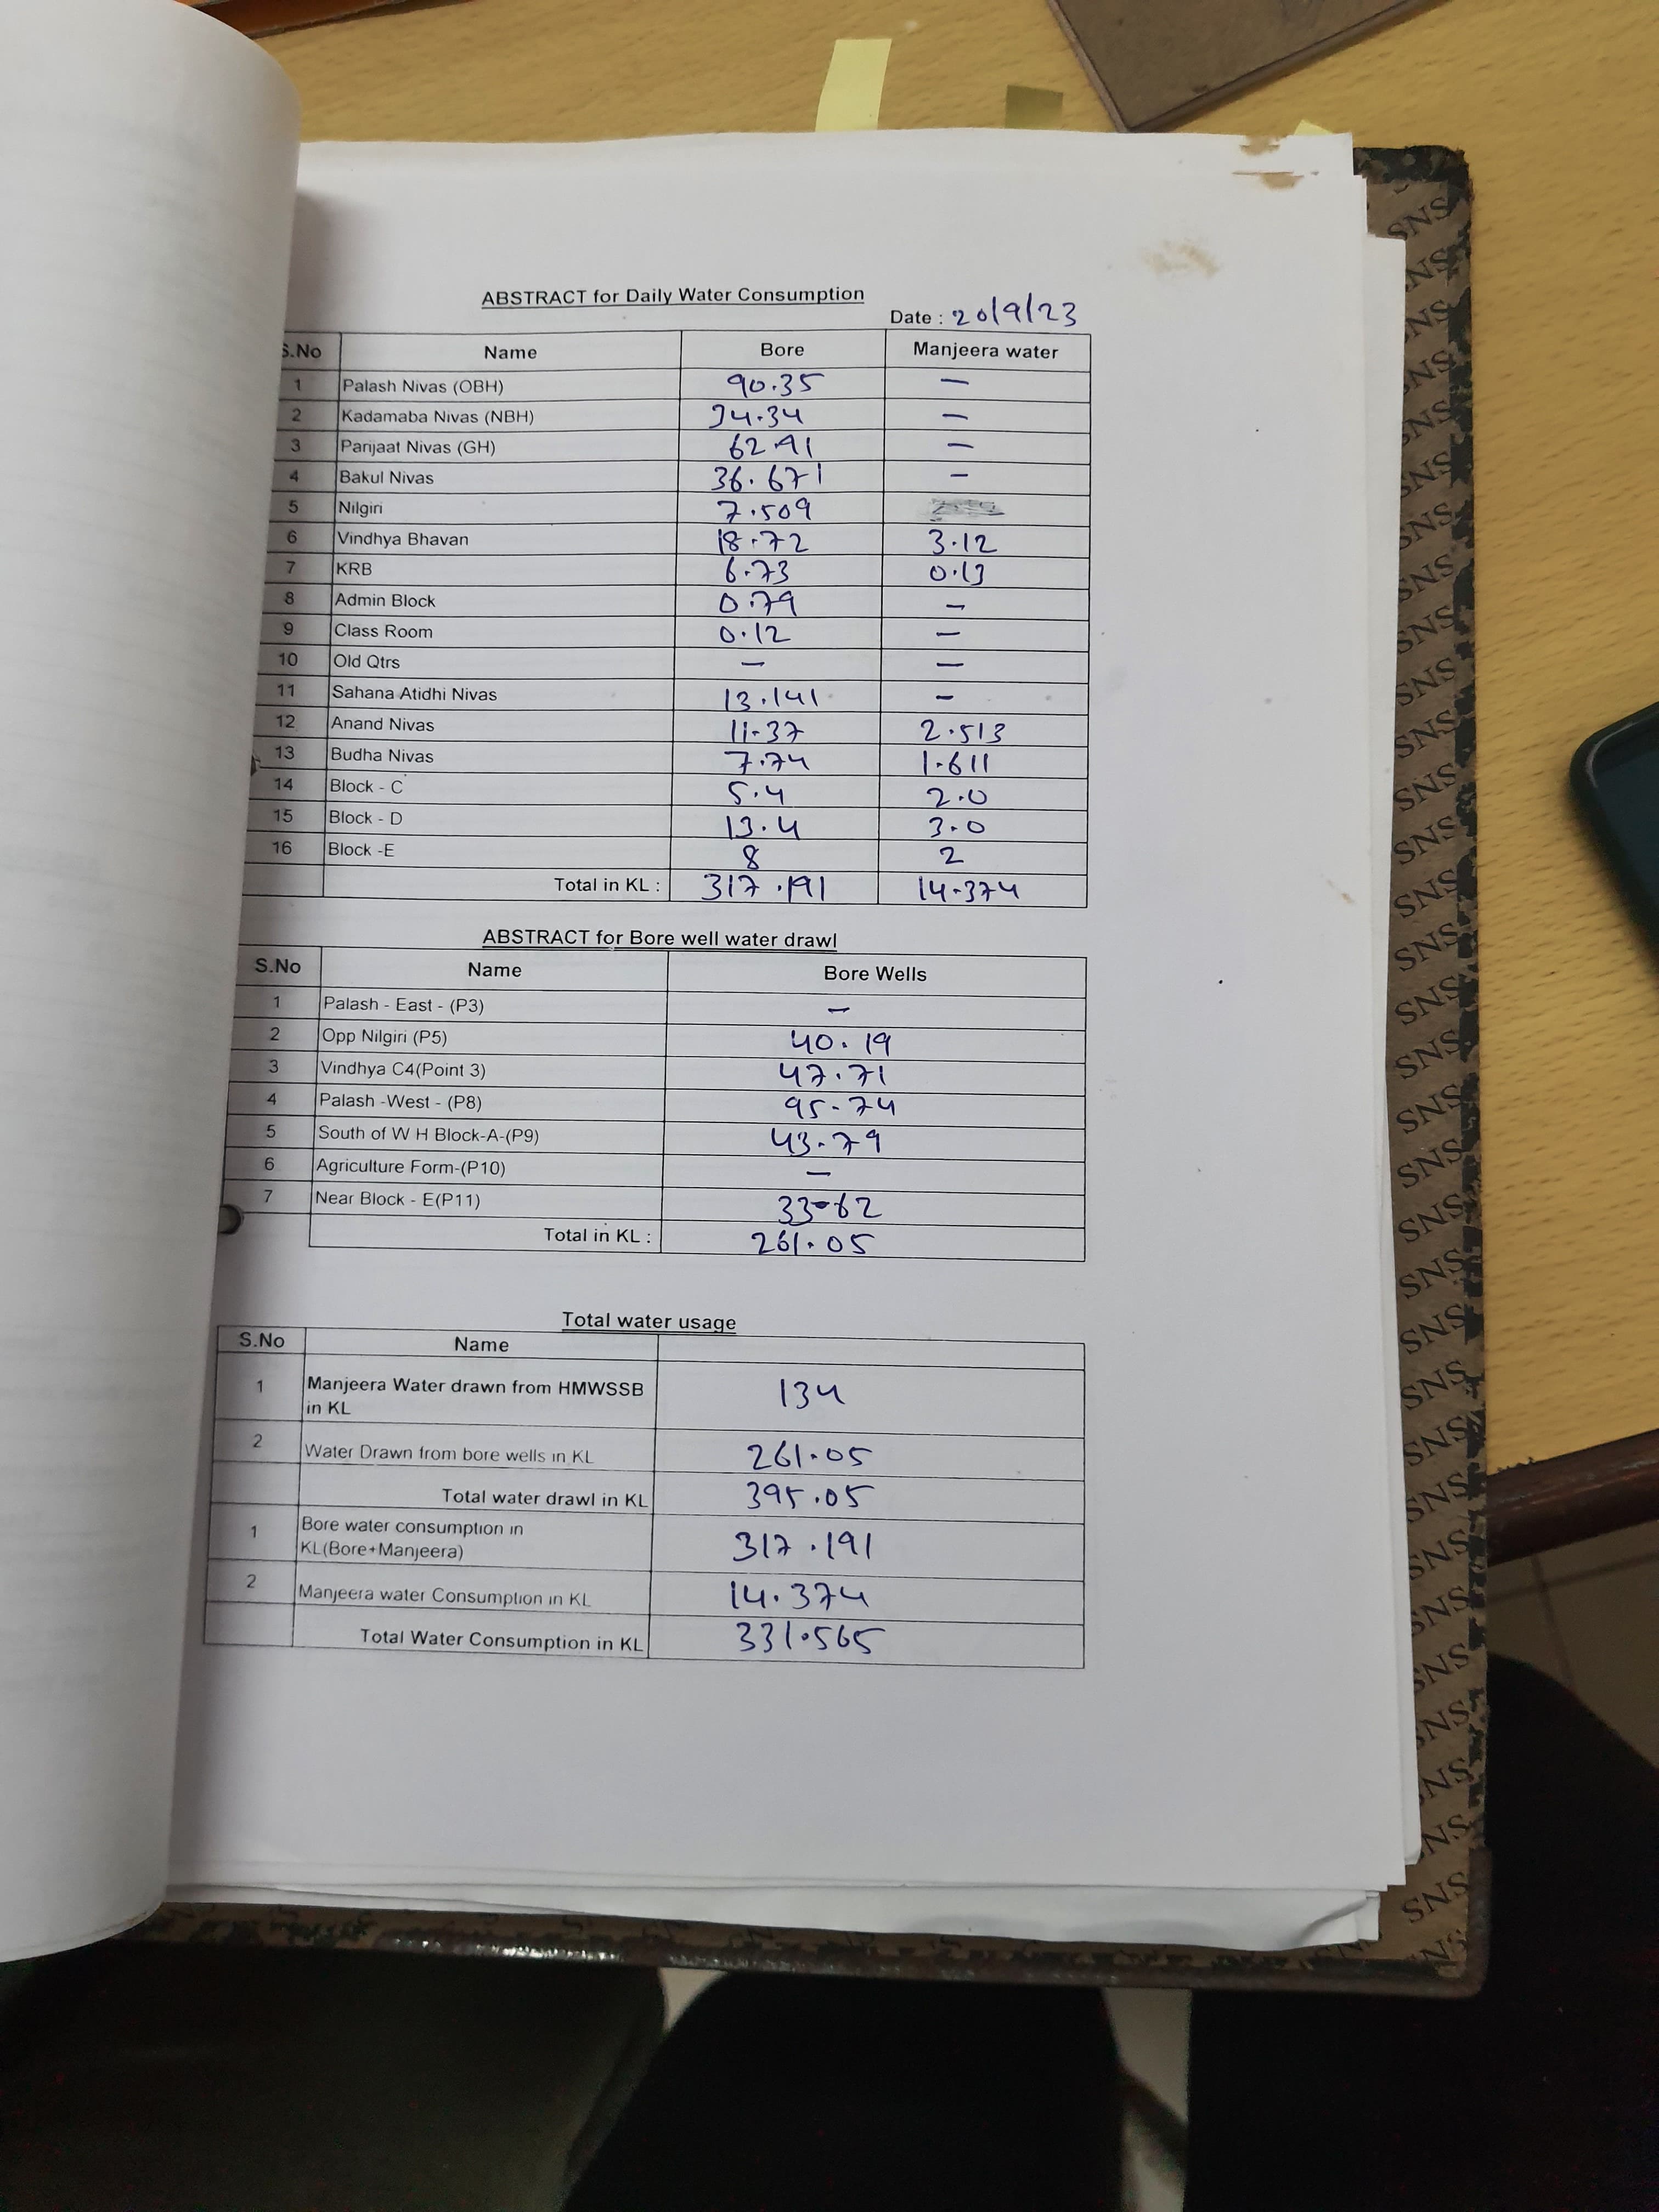 ABSTRACT for Daily Water Consumption
Date : 20/9/23
S.No Name Bore Manjeera water
1 Palash Nivas (OBH) 90.35 —
2 Kadamaba Nivas (NBH) 34.34 —
3 Parijaat Nivas (GH) 62.91 —
4 Bakul Nivas 36.671 -
5 Nilgiri 7.509
6 Vindhya Bhavan 18.72 3.12
7 KRB 6.73 0.13
8 Admin Block 0.79 —
9 Class Room 0.12 —
10 Old Qtrs — —
11 Sahana Atidhi Nivas 13.141 -
12 Anand Nivas 11.37 2.513
13 Budha Nivas 7.74 1.611
14 Block - C 5.4 2.0
15 Block - D 13.4 3.0
16 Block -E 8 2
Total in KL : 317.191 14.374
ABSTRACT for Bore well water drawl
S.No Name Bore Wells
1 Palash - East - (P3) —
2 Opp Nilgiri (P5) 40.19
3 Vindhya C4(Point 3) 47.71
4 Palash -West - (P8) 95.74
5 South of W H Block-A-(P9) 43.79
6 Agriculture Form-(P10) —
7 Near Block - E(P11) 33.62
Total in KL : 261.05
Total water usage
S.No Name
1 Manjeera Water drawn from HMWSSB
in KL 134
2 Water Drawn from bore wells in KL 261.05
Total water drawl in KL 395.05
1 Bore water consumption in
KL(Bore+Manjeera) 317.191
2 Manjeera water Consumption in KL 14.374
Total Water Consumption in KL 331.565
SNS